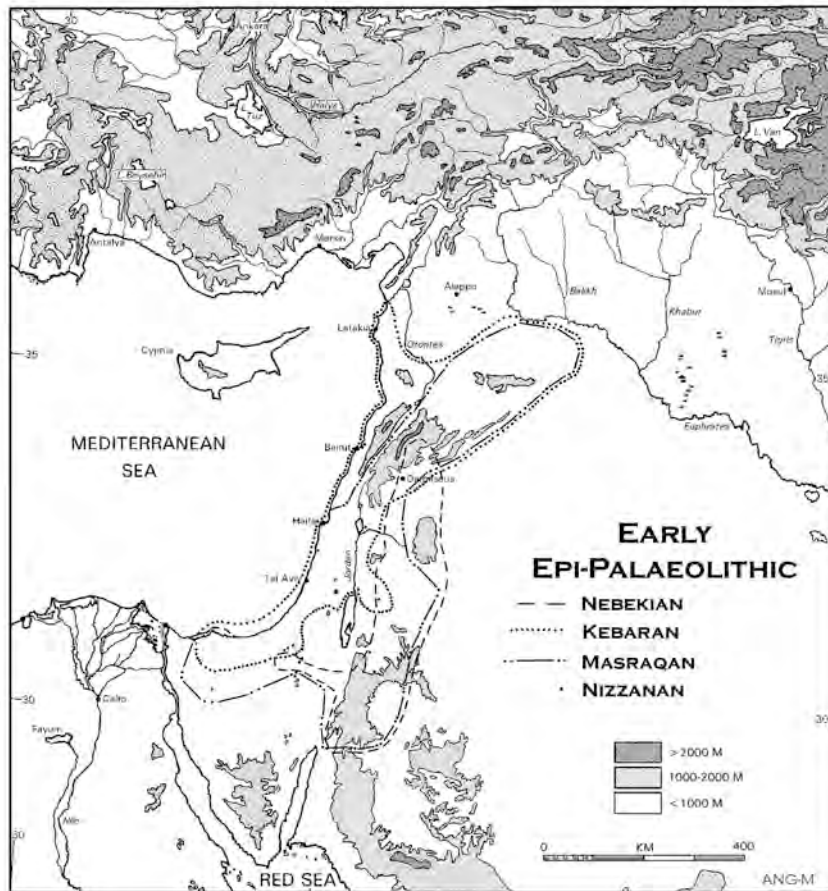 30
Ankara
Halys
Tuz
L. Van
L. Beyşehir
Antalya
Mersin
Aleppo
Balikh
Mosul
Khabur
Latakia
Orontes
Tigris
35
Cyprus
35
Euphrates
MEDITERRANEAN
SEA
Beirut
Damascus
Haifa
EARLY
EPI-PALAEOLITHIC
Tel Aviv
Jordan
NEBEKIAN
KEBARAN
MASRAQAN
NIZZANAN
30
Cairo
30
Fayum
>2000 M
1000-2000 M
<1000 M
Nile
30
0
KM
400
RED SEA
ANG-M